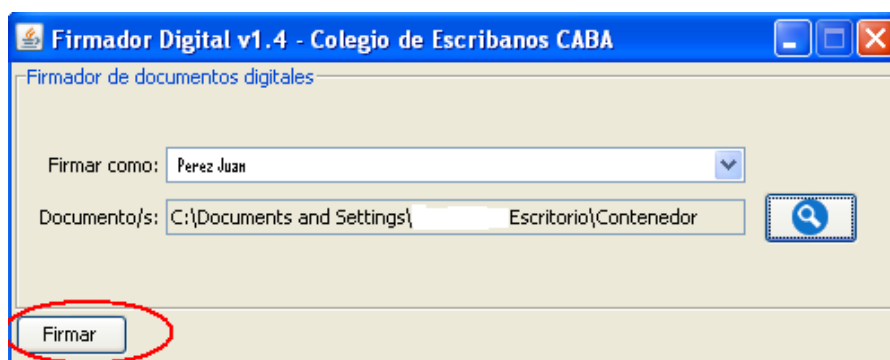 Firmador Digital v1.4 - Colegio de Escribanos CABA
Firmador de documentos digitales
Firmar como: Perez Juan
Documento/s: C:\Documents and Settings\ Escritorio\Contenedor
Firmar